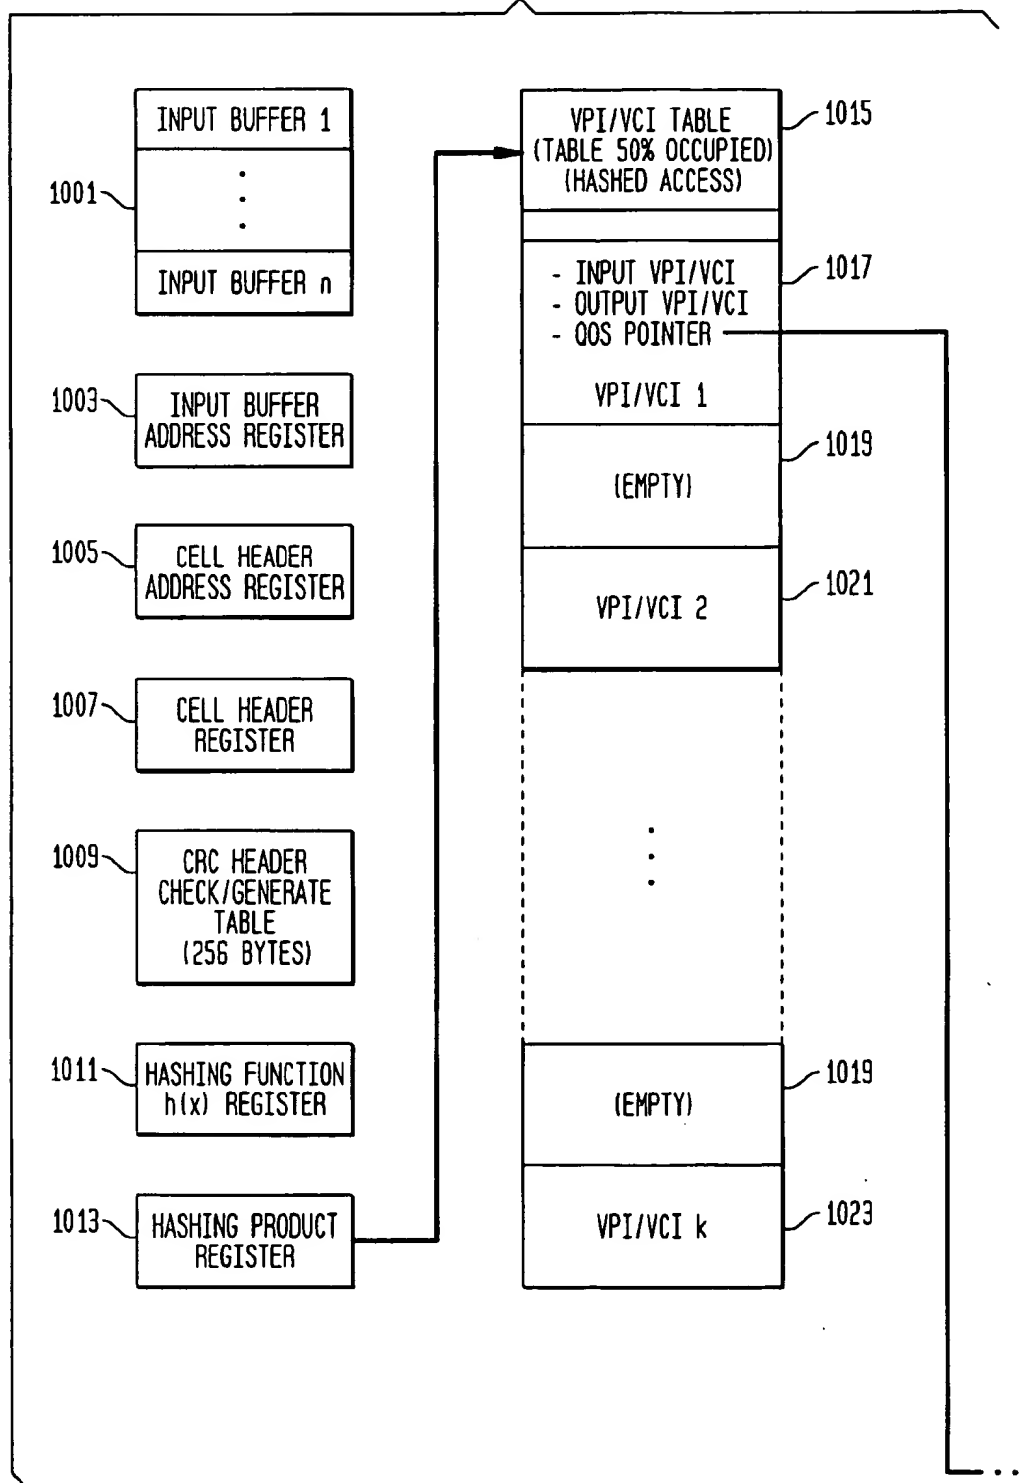 INPUT BUFFER 1
1001
INPUT BUFFER n
1003
INPUT BUFFER
ADDRESS REGISTER
1005
CELL HEADER
ADDRESS REGISTER
1007
CELL HEADER
REGISTER
1009
CRC HEADER
CHECK/GENERATE
TABLE
(256 BYTES)
1011
HASHING FUNCTION
h(x) REGISTER
1013
HASHING PRODUCT
REGISTER
VPI/VCI TABLE
(TABLE 50% OCCUPIED)
(HASHED ACCESS)
1015
- INPUT VPI/VCI
- OUTPUT VPI/VCI
- QOS POINTER
VPI/VCI 1
1017
(EMPTY)
1019
VPI/VCI 2
1021
(EMPTY)
1019
VPI/VCI k
1023